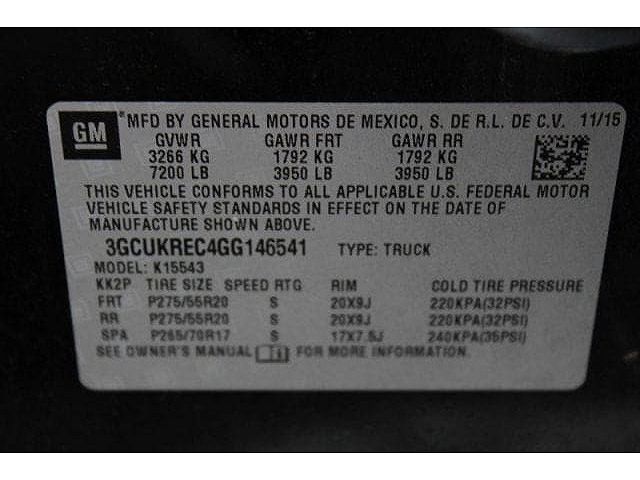 GM
MFD BY GENERAL MOTORS DE MEXICO, S. DE R.L. DE C.V. 11/15
GVWR GAWR FRT GAWR RR
3266 KG 1792 KG 1792 KG
7200 LB 3950 LB 3950 LB
THIS VEHICLE CONFORMS TO ALL APPLICABLE U.S. FEDERAL MOTOR
VEHICLE SAFETY STANDARDS IN EFFECT ON THE DATE OF
MANUFACTURE SHOWN ABOVE.
3GCUKREC4GG146541 TYPE: TRUCK
MODEL: K15543
KK2P TIRE SIZE SPEED RTG RIM COLD TIRE PRESSURE
FRT P275/55R20 S 20X9J 220KPA(32PSI)
RR P275/55R20 S 20X9J 220KPA(32PSI)
SPA P265/70R17 S 17X7.5J 240KPA(35PSI)
SEE OWNER'S MANUAL FOR MORE INFORMATION.